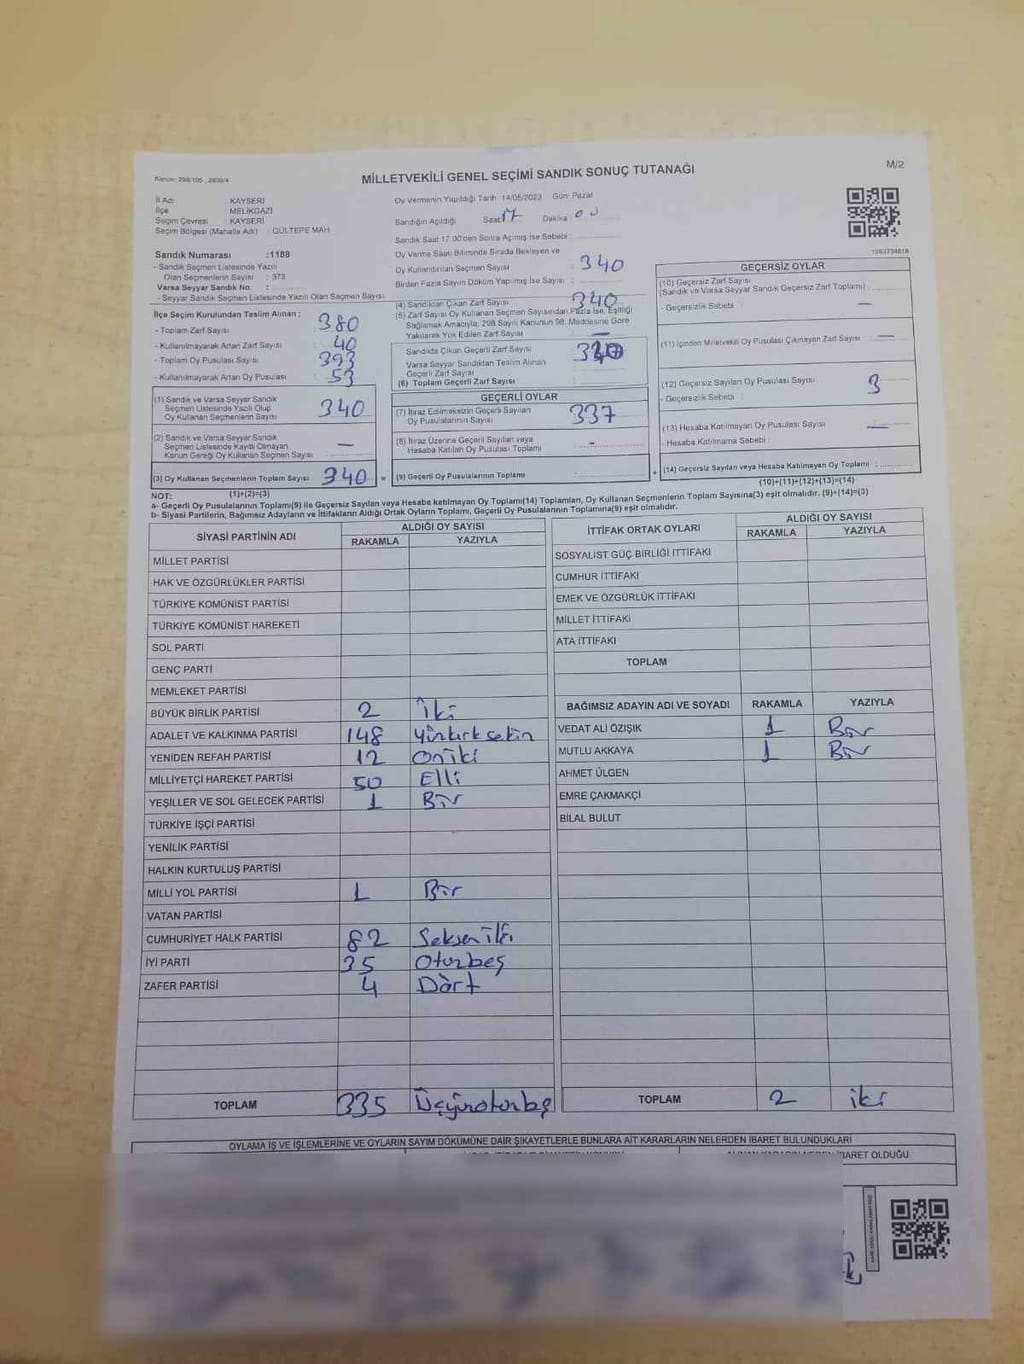 Kanun: 298/105 , 2839/4
MİLLETVEKİLİ GENEL SEÇİMİ SANDIK SONUÇ TUTANAĞI
M/2
İl Adı : KAYSERİ
İlçe : MELİKGAZİ
Seçim Çevresi : KAYSERİ
Seçim Bölgesi (Mahalle Adı) : GÜLTEPE MAH.
Sandık Numarası :1188
- Sandık Seçmen Listesinde Yazılı
Olan Seçmenlerin Sayısı : 373
Varsa Seyyar Sandık No. :
- Seyyar Sandık Seçmen Listesinde Yazılı Olan Seçmen Sayısı:
Oy Vermenin Yapıldığı Tarih 14/05/2023 Gün: Pazar
Sandığın Açıldığı Saat 17 Dakika 00
Sandık Saat 17:00'den Sonra Açılmış İse Sebebi :
Oy Verme Saati Bitiminde Sırada Bekleyen ve
Oy Kullandırılan Seçmen Sayısı : 340
Birden Fazla Sayım Döküm Yapılmış İse Sayısı :
İlçe Seçim Kurulundan Teslim Alınan ;
- Toplam Zarf Sayısı : 380
- Kullanılmayarak Artan Zarf Sayısı : 40
- Toplam Oy Pusulası Sayısı : 393
- Kullanılmayarak Artan Oy Pusulası : 53
(1) Sandık ve Varsa Seyyar Sandık
Seçmen Listesinde Yazılı Olup
Oy Kullanan Seçmenlerin Sayısı : 340
(2) Sandık ve Varsa Seyyar Sandık
Seçmen Listesinde Kayıtlı Olmayan
Kanun Gereği Oy Kullanan Seçmen Sayısı : —
(3) Oy Kullanan Seçmenlerin Toplam Sayısı : 340
(1)+(2)=(3)
(4) Sandıktan Çıkan Zarf Sayısı : 340
(5) Zarf Sayısı Oy Kullanan Seçmen Sayısından Fazla İse, Eşitliği
Sağlamak Amacıyla; 298 Sayılı Kanunun 98. Maddesine Göre
Yakılarak Yok Edilen Zarf Sayısı : —
Sandıkta Çıkan Geçerli Zarf Sayısı :
Varsa Seyyar Sandıktan Teslim Alınan
Geçerli Zarf Sayısı
(6) Toplam Geçerli Zarf Sayısı :
GEÇERLİ OYLAR
(7) İtiraz Edilmeksizin Geçerli Sayılan
Oy Pusulalarının Sayısı : 337
(8) İtiraz Üzerine Geçerli Sayılan veya
Hesaba Katılan Oy Pusulası Toplamı : –
(9) Geçerli Oy Pusulalarının Toplamı :
GEÇERSİZ OYLAR
(10) Geçersiz Zarf Sayısı
(Sandık ve Varsa Seyyar Sandık Geçersiz Zarf Toplamı) :
- Geçersizlik Sebebi : —
(11) İçinden Milletvekili Oy Pusulası Çıkmayan Zarf Sayısı : —
(12) Geçersiz Sayılan Oy Pusulası Sayısı : 3
- Geçersizlik Sebebi :
(13) Hesaba Katılmayan Oy Pusulası Sayısı : —
- Hesaba Katılmama Sebebi :
(14) Geçersiz Sayılan veya Hesaba Katılmayan Oy Toplamı :
(10)+(11)+(12)+(13)=(14)
NOT:
a- Geçerli Oy Pusulalarının Toplamı(9) ile Geçersiz Sayılan veya Hesaba katılmayan Oy Toplamı(14) Toplamları, Oy Kullanan Seçmenlerin Toplam Sayısına(3) eşit olmalıdır. (9)+(14)=(3)
b- Siyasi Partilerin, Bağımsız Adayların ve İttifakların Aldığı Ortak Oyların Toplamı, Geçerli Oy Pusulalarının Toplamına(9) eşit olmalıdır.
SİYASİ PARTİNİN ADI ALDIĞI OY SAYISI
RAKAMLA YAZIYLA
MİLLET PARTİSİ
HAK VE ÖZGÜRLÜKLER PARTİSİ
TÜRKİYE KOMÜNİST PARTİSİ
TÜRKİYE KOMÜNİST HAREKETİ
SOL PARTİ
GENÇ PARTİ
MEMLEKET PARTİSİ
BÜYÜK BİRLİK PARTİSİ 2 İki
ADALET VE KALKINMA PARTİSİ 148 Yüzkırksekiz
YENİDEN REFAH PARTİSİ 12 Oniki
MİLLİYETÇİ HAREKET PARTİSİ 50 Elli
YEŞİLLER VE SOL GELECEK PARTİSİ 1 Bir
TÜRKİYE İŞÇİ PARTİSİ
YENİLİK PARTİSİ
HALKIN KURTULUŞ PARTİSİ
MİLLİ YOL PARTİSİ 1 Bir
VATAN PARTİSİ
CUMHURİYET HALK PARTİSİ 82 Seksen iki
İYİ PARTİ 35 Otuzbeş
ZAFER PARTİSİ 4 Dört
TOPLAM 335 Üçyüzotuzbeş
İTTİFAK ORTAK OYLARI ALDIĞI OY SAYISI
RAKAMLA YAZIYLA
SOSYALİST GÜÇ BİRLİĞİ İTTİFAKI
CUMHUR İTTİFAKI
EMEK VE ÖZGÜRLÜK İTTİFAKI
MİLLET İTTİFAKI
ATA İTTİFAKI
TOPLAM
BAĞIMSIZ ADAYIN ADI VE SOYADI RAKAMLA YAZIYLA
VEDAT ALİ ÖZIŞIK 1 Bir
MUTLU AKKAYA 1 Bir
AHMET ÜLGEN
EMRE ÇAKMAKÇI
BİLAL BULUT
TOPLAM 2 iki
OYLAMA İŞ VE İŞLEMLERİNE VE OYLARIN SAYIM DÖKÜMÜNE DAİR ŞİKAYETLERLE BUNLARA AİT KARARLARIN NELERDEN İBARET BULUNDUKLARI
İBARET OLDUĞU